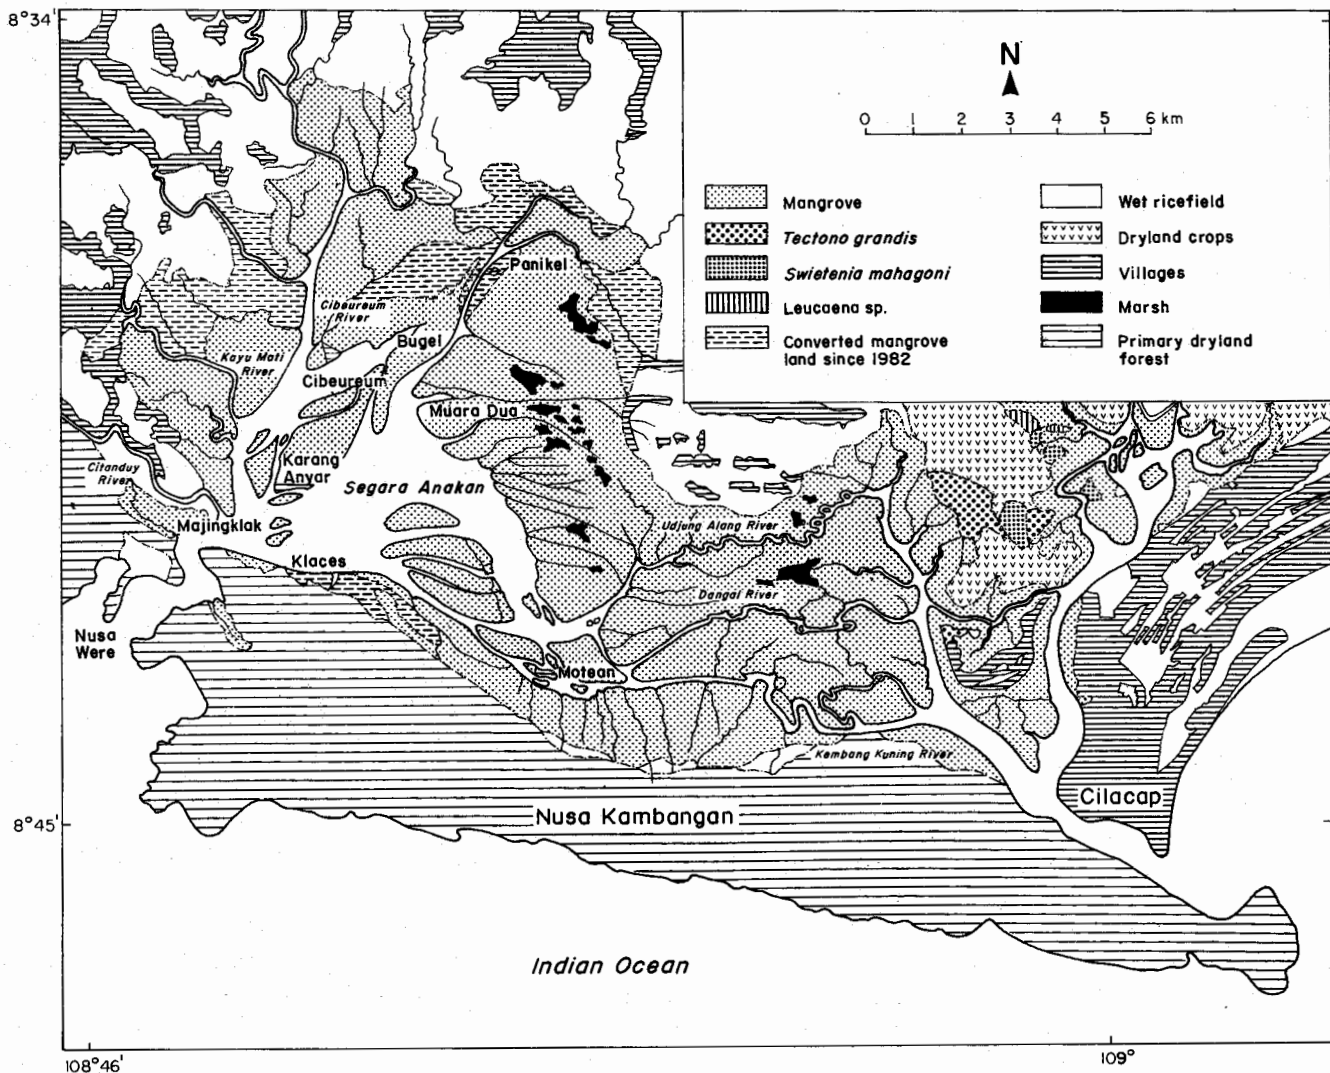 8°34'
N
0 1 2 3 4 5 6 km
Mangrove
Tectono grandis
Swietenia mahagoni
Leucaena sp.
Converted mangrove
land since 1982
Wet ricefield
Dryland crops
Villages
Marsh
Primary dryland
forest
Panikel
Cibeureum
River
Bugel
Kayu Mati
River
Cibeureum
Muara Dua
Karang
Anyar
Citanduy
River
Segara Anakan
Majingklak
Udjung Alang River
Klaces
Dangal River
Nusa
Were
Motean
Kembang Kuning River
Cilacap
Nusa Kambangan
8°45'
Indian Ocean
108°46'
109°